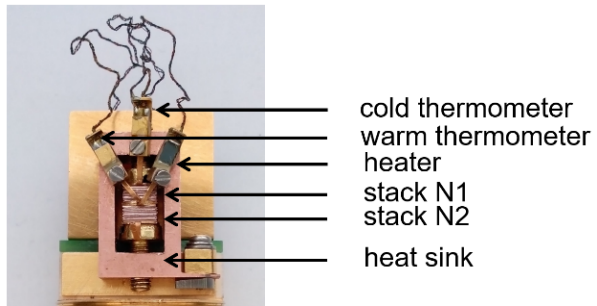 cold thermometer
warm thermometer
heater
stack N1
stack N2
heat sink